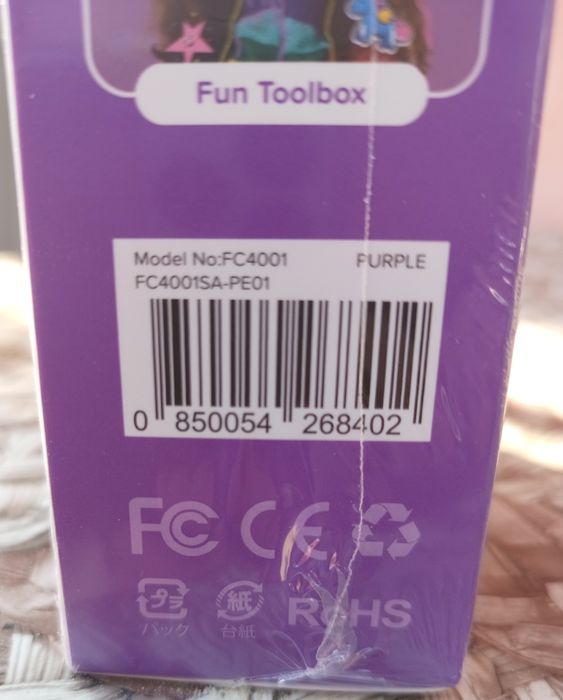 Fun Toolbox
Model No:FC4001 PURPLE
FC4001SA-PE01
0 850054 268402
FC CE
プラ 紙 RoHS
パック 台紙